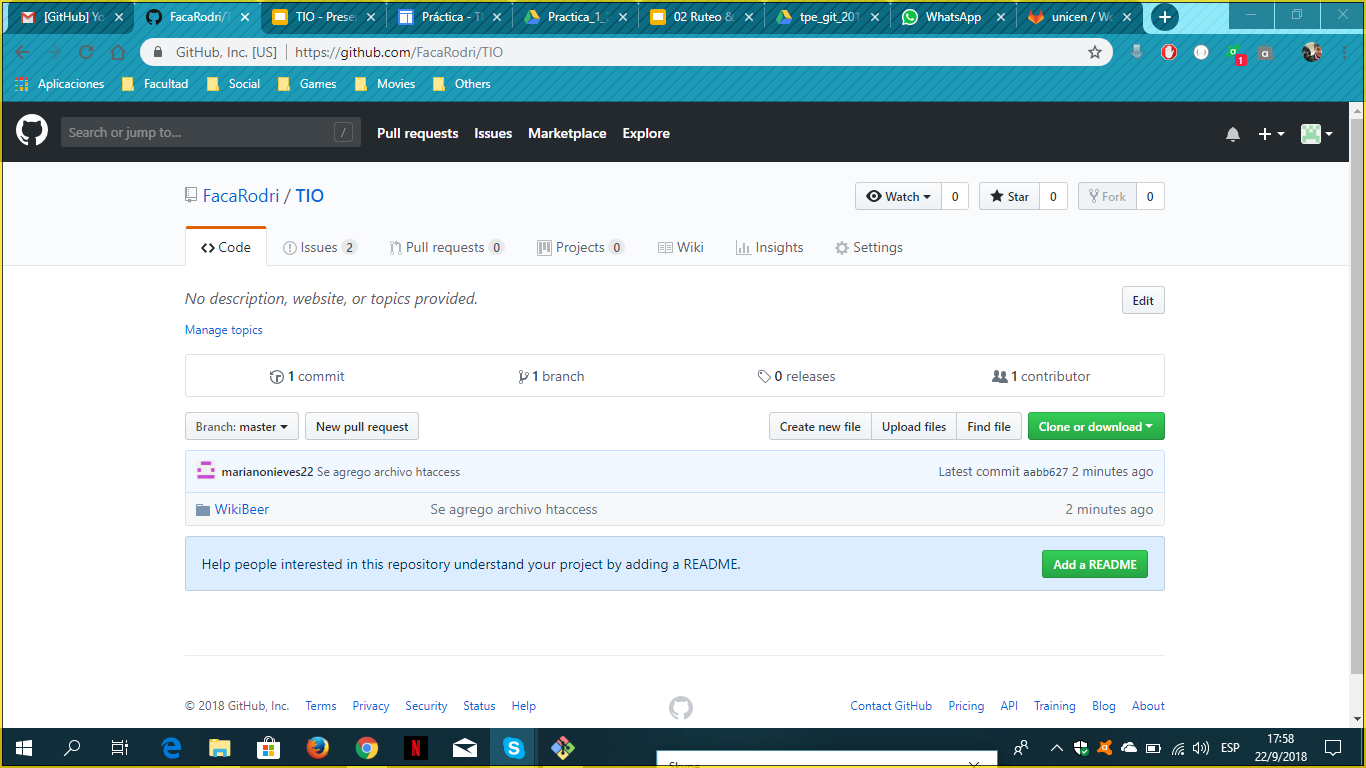 [GitHub] Yo
FacaRodri/T
TIO - Prese
Práctica - T
Practica_1_
02 Ruteo &
tpe_git_201
WhatsApp
unicen / Wo
GitHub, Inc. [US]
https://github.com/FacaRodri/TIO
1
a
Aplicaciones
Facultad
Social
Games
Movies
Others
Search or jump to...
/
Pull requests
Issues
Marketplace
Explore
FacaRodri / TIO
Watch 0
Star 0
Fork 0
Code
Issues 2
Pull requests 0
Projects 0
Wiki
Insights
Settings
No description, website, or topics provided.
Edit
Manage topics
1 commit
1 branch
0 releases
1 contributor
Branch: master
New pull request
Create new file
Upload files
Find file
Clone or download
marianonieves22 Se agrego archivo htaccess
Latest commit aabb627 2 minutes ago
WikiBeer
Se agrego archivo htaccess
2 minutes ago
Help people interested in this repository understand your project by adding a README.
Add a README
© 2018 GitHub, Inc.
Terms
Privacy
Security
Status
Help
Contact GitHub
Pricing
API
Training
Blog
About
Skype
ESP
17:58
22/9/2018